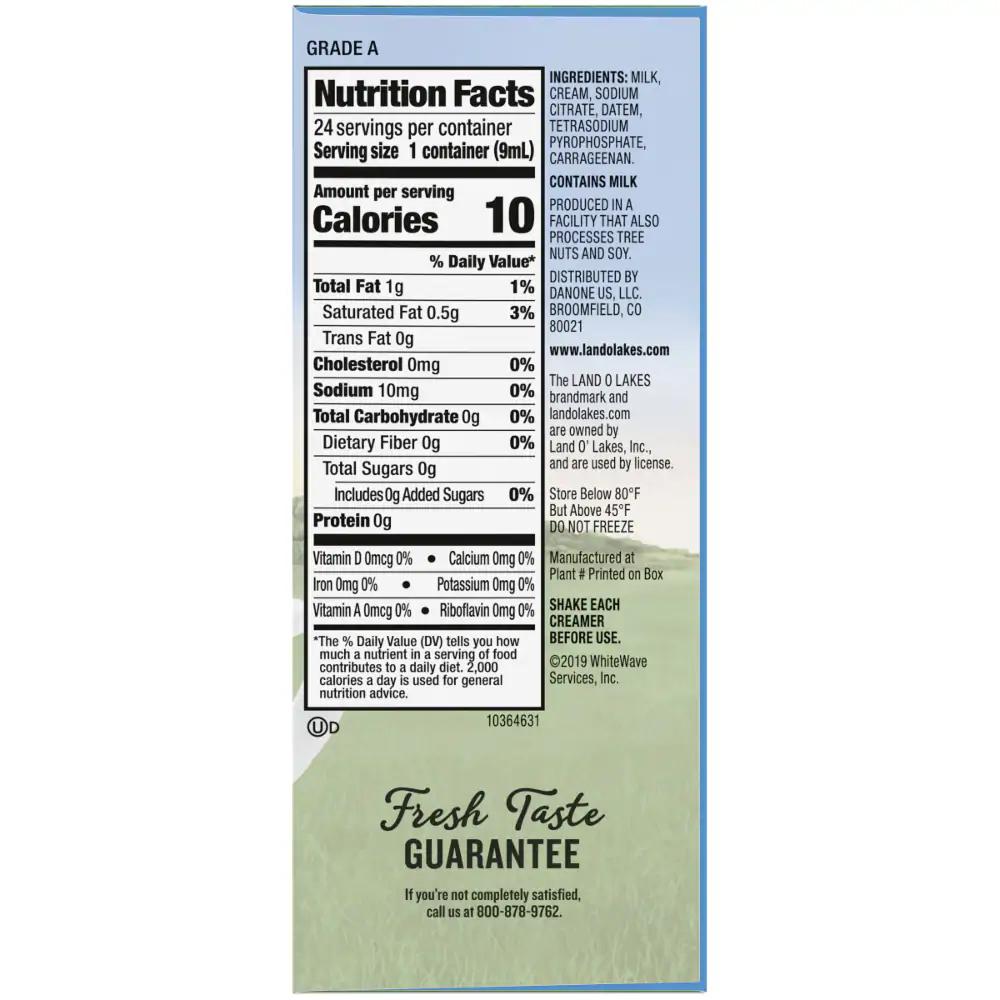 GRADE A
Nutrition Facts
24 servings per container
Serving size 1 container (9mL)
Amount per serving
Calories 10
% Daily Value*
Total Fat 1g 1%
Saturated Fat 0.5g 3%
Trans Fat 0g
Cholesterol 0mg 0%
Sodium 10mg 0%
Total Carbohydrate 0g 0%
Dietary Fiber 0g 0%
Total Sugars 0g
Includes 0g Added Sugars 0%
Protein 0g
Vitamin D 0mcg 0% • Calcium 0mg 0%
Iron 0mg 0% • Potassium 0mg 0%
Vitamin A 0mcg 0% • Riboflavin 0mg 0%
*The % Daily Value (DV) tells you how
much a nutrient in a serving of food
contributes to a daily diet. 2,000
calories a day is used for general
nutrition advice.
INGREDIENTS: MILK,
CREAM, SODIUM
CITRATE, DATEM,
TETRASODIUM
PYROPHOSPHATE,
CARRAGEENAN.
CONTAINS MILK
PRODUCED IN A
FACILITY THAT ALSO
PROCESSES TREE
NUTS AND SOY.
DISTRIBUTED BY
DANONE US, LLC.
BROOMFIELD, CO
80021
www.landolakes.com
The LAND O LAKES
brandmark and
landolakes.com
are owned by
Land O' Lakes, Inc.,
and are used by license.
Store Below 80°F
But Above 45°F
DO NOT FREEZE
Manufactured at
Plant # Printed on Box
SHAKE EACH
CREAMER
BEFORE USE.
©2019 WhiteWave
Services, Inc.
ⓊD
10364631
Fresh Taste
GUARANTEE
If you're not completely satisfied,
call us at 800-878-9762.